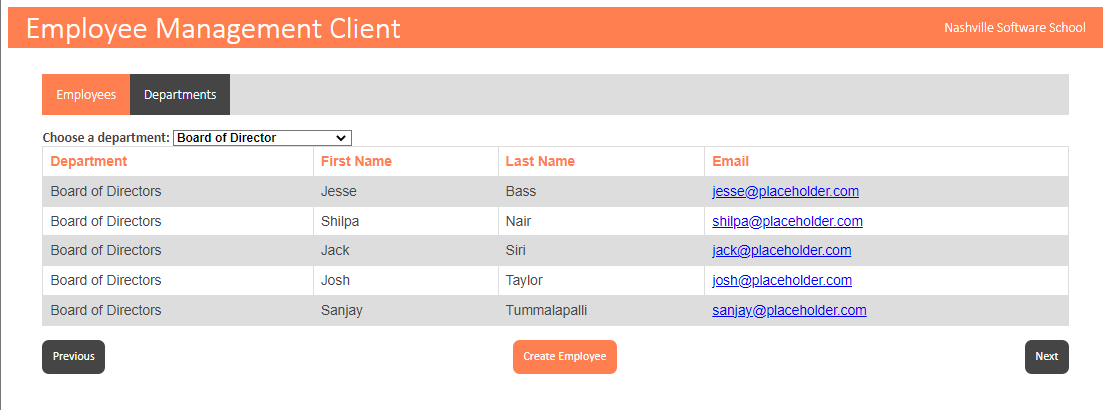 Employee Management Client
Nashville Software School
Employees Departments
Choose a department: Board of Director
Department First Name Last Name Email
Board of Directors Jesse Bass jesse@placeholder.com
Board of Directors Shilpa Nair shilpa@placeholder.com
Board of Directors Jack Siri jack@placeholder.com
Board of Directors Josh Taylor josh@placeholder.com
Board of Directors Sanjay Tummalapalli sanjay@placeholder.com
Previous Create Employee Next